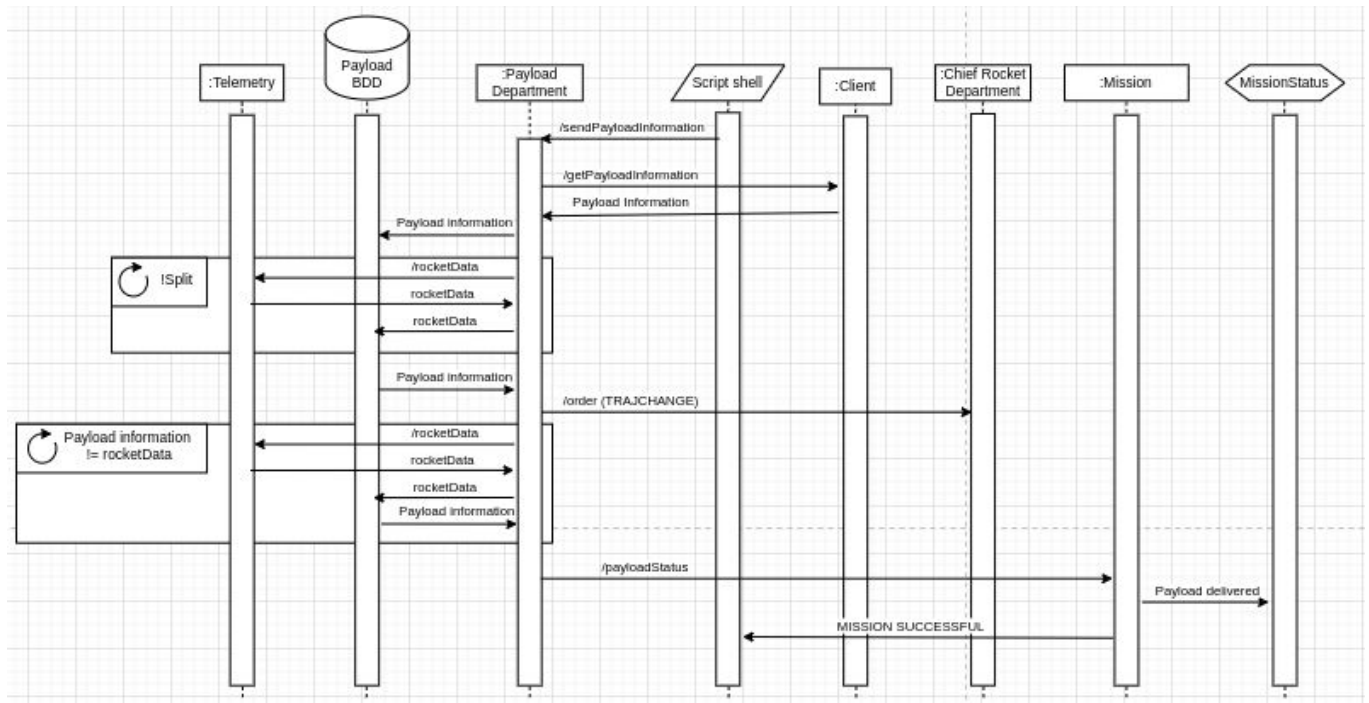 :Telemetry
Payload
BDD
:Payload
Department
Script shell
:Client
:Chief Rocket
Department
:Mission
MissionStatus
/sendPayloadInformation
/getPayloadInformation
Payload Information
Payload information
!Split
/rocketData
rocketData
rocketData
Payload information
/order (TRAJCHANGE)
Payload information
!= rocketData
/rocketData
rocketData
rocketData
Payload information
/payloadStatus
Payload delivered
MISSION SUCCESSFUL